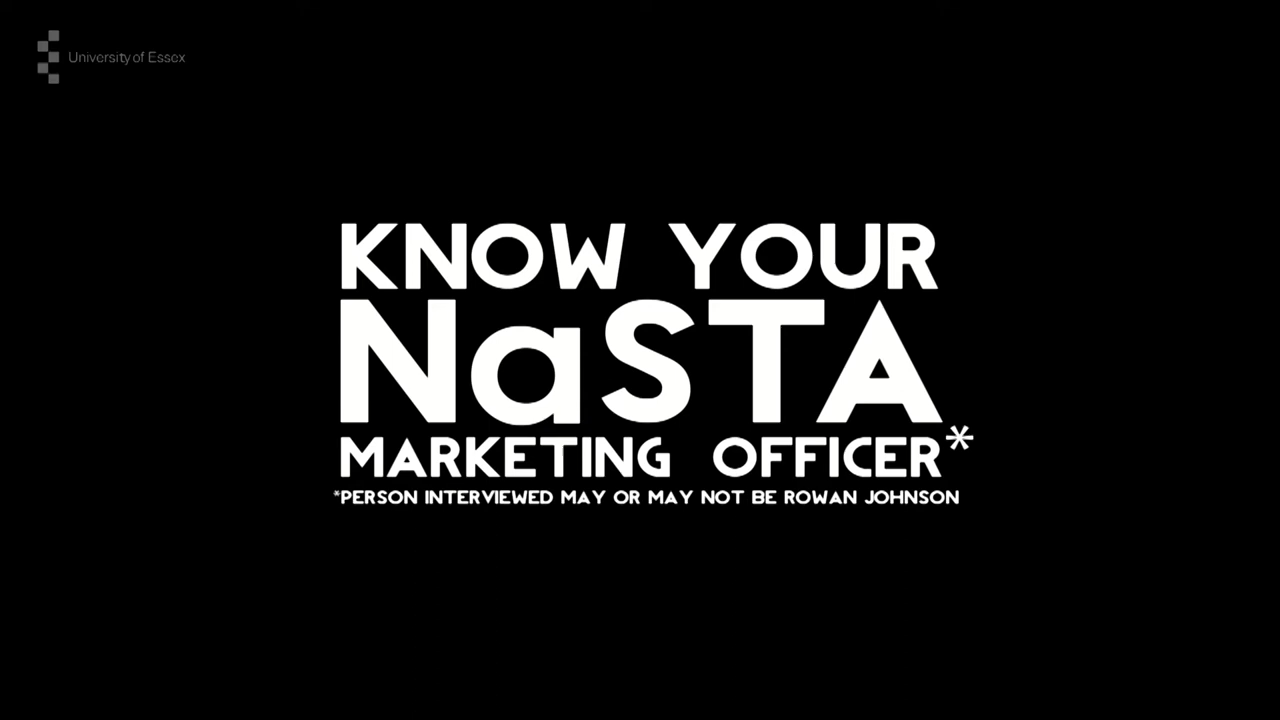 University of Essex
KNOW YOUR
NaSTA
MARKETING OFFICER*
*PERSON INTERVIEWED MAY OR MAY NOT BE ROWAN JOHNSON